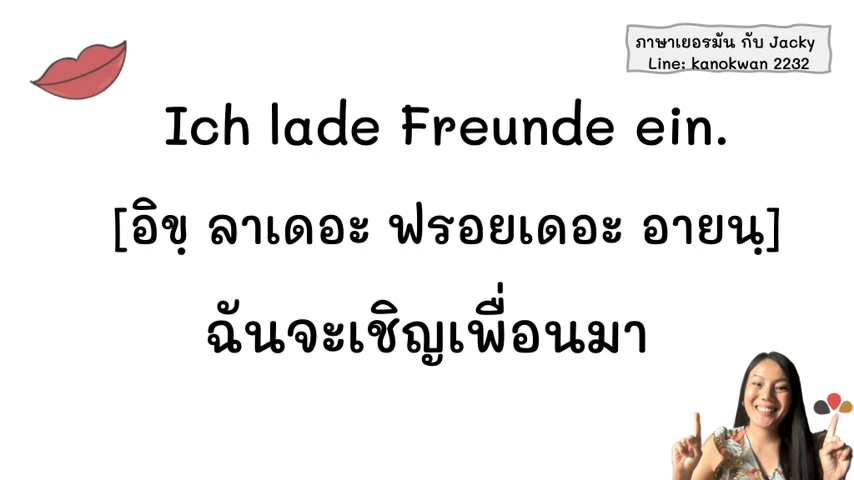 ภาษาเยอรมัน กับ Jacky
Line: kanokwan 2232
Ich lade Freunde ein.
[อิขฺ ลาเดอะ ฟรอยเดอะ อายนฺ]
ฉันจะเชิญเพื่อนมา